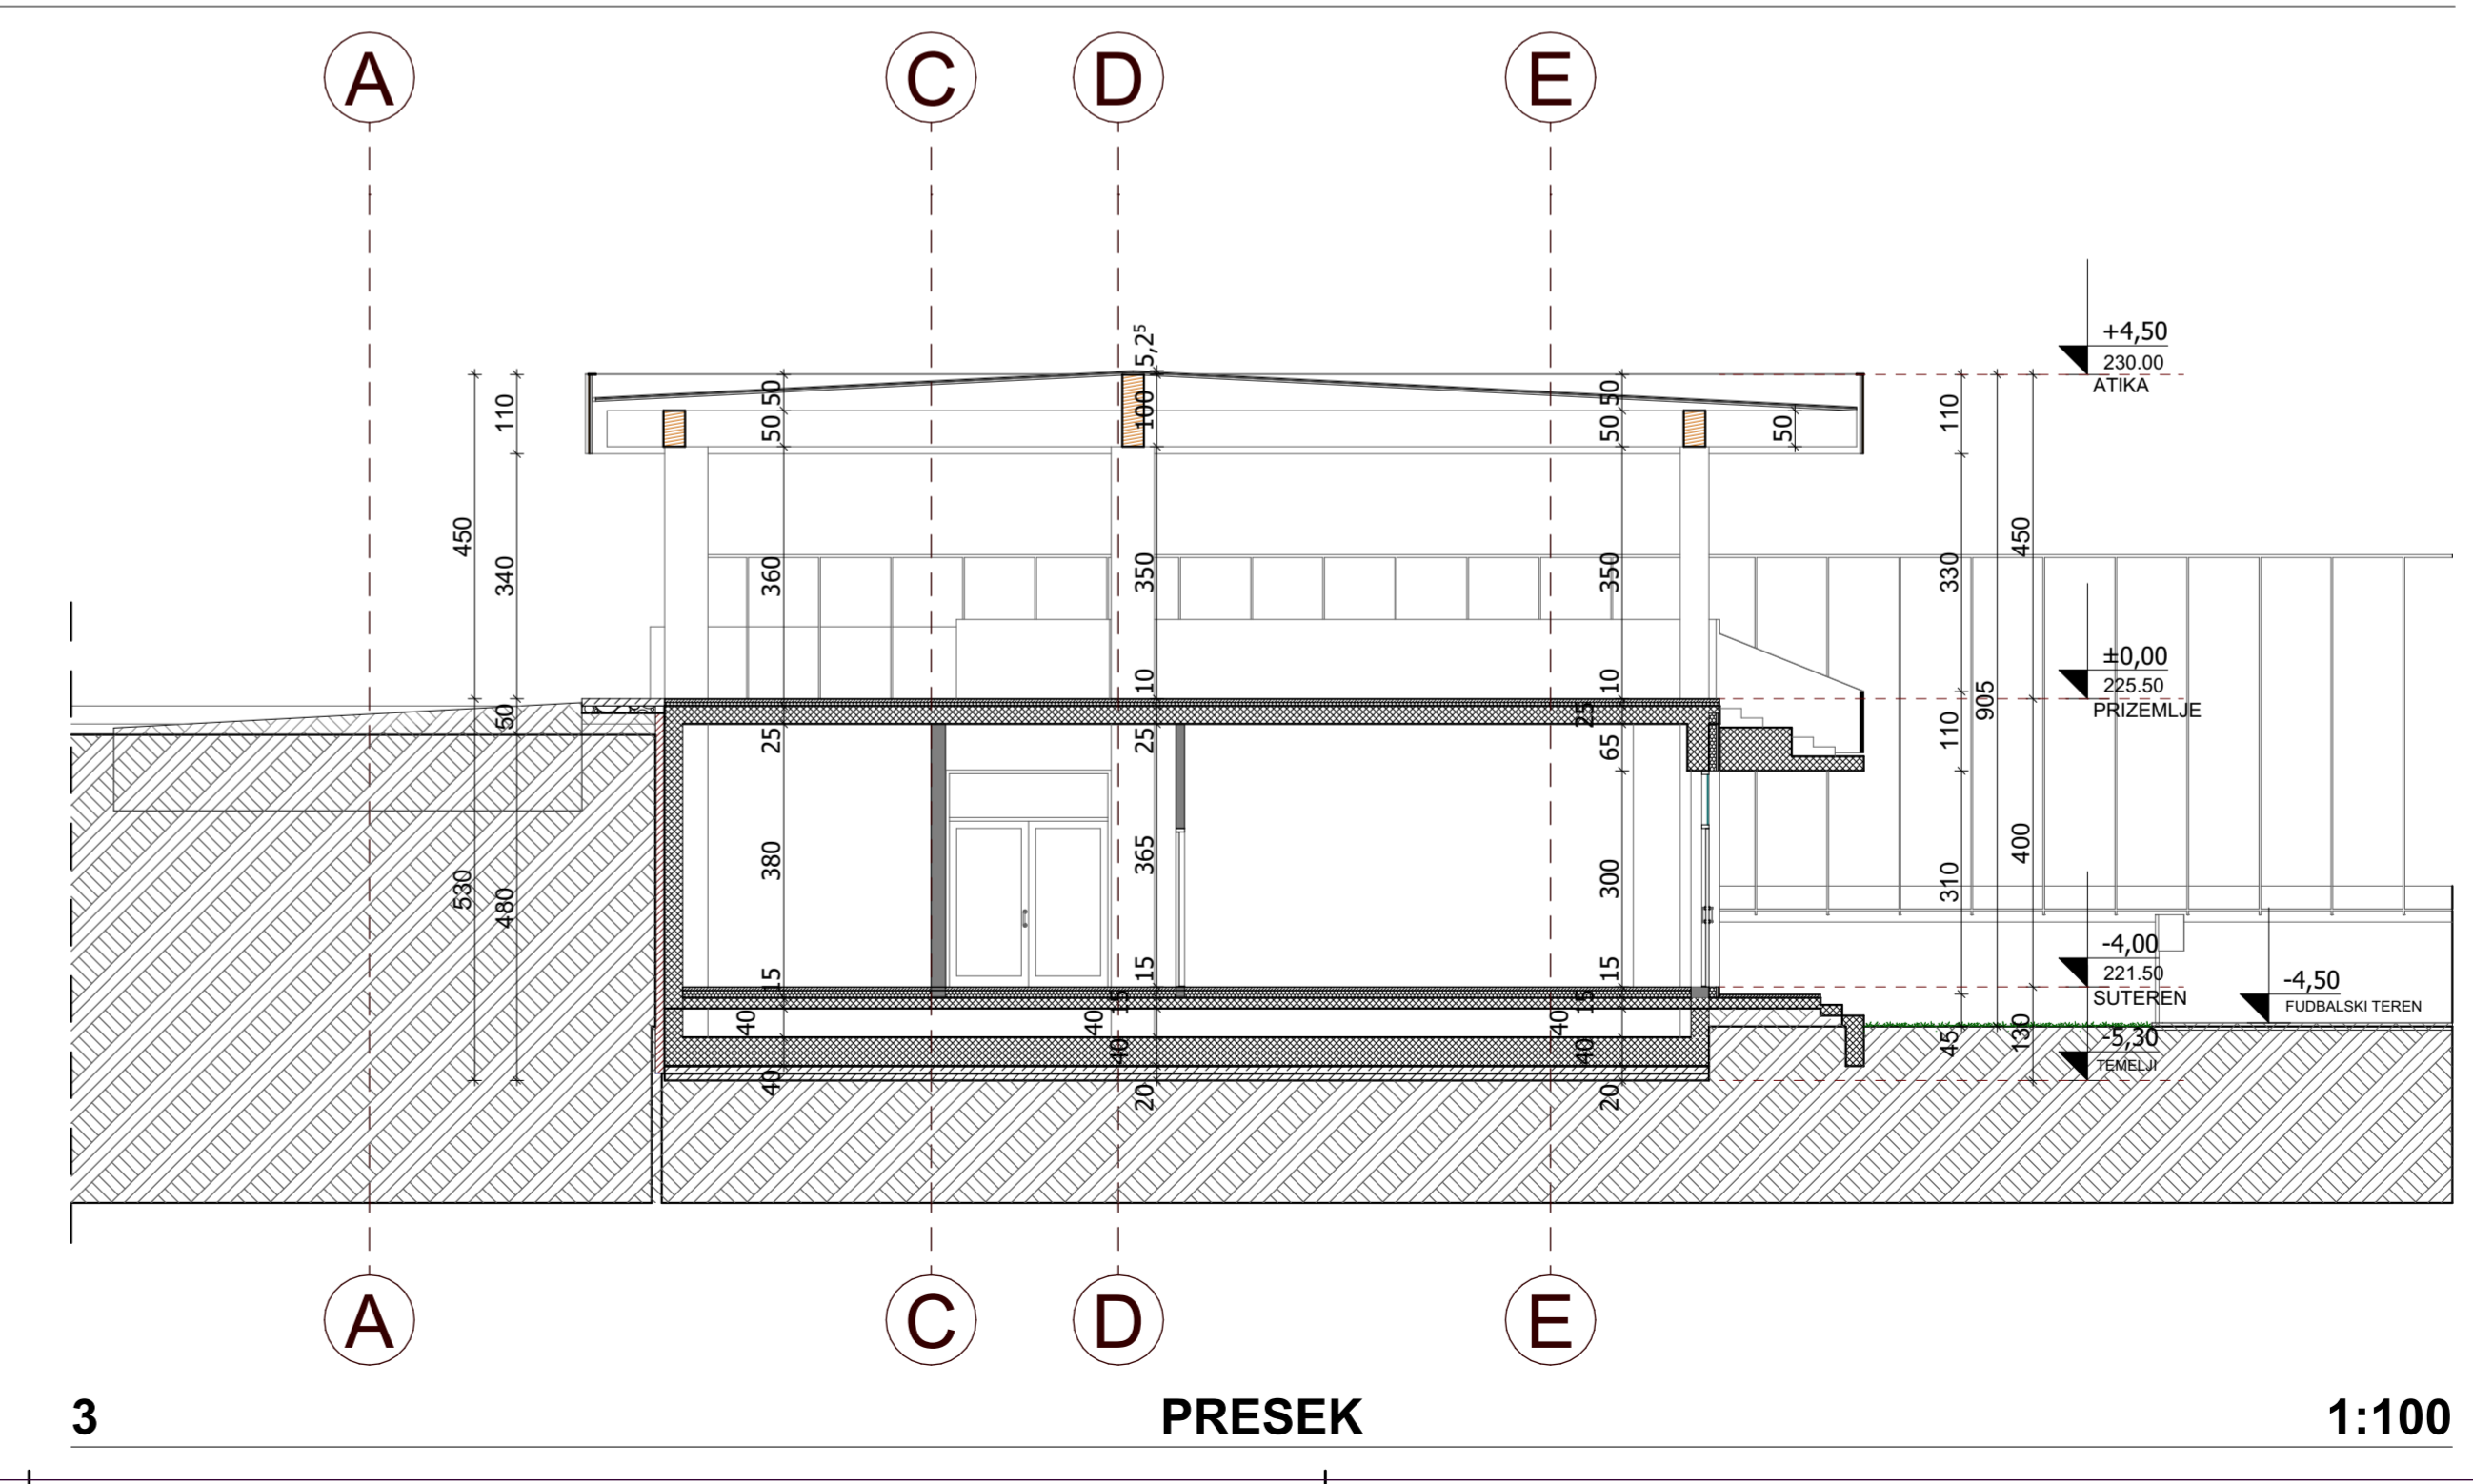 A C D E
+4,50
230.00
ATIKA
5,2⁵
50 50 50
110 100 110
50 50 50
450 450
340 360 350 350 330
±0,00
225.50
PRIZEMLJE
10 10
905
50 25 25 25 65 110
530 480 380 365 300 310 400
-4,00
221.50
SUTEREN
-4,50
FUDBALSKI TEREN
15 15 15
15 15
40 40 40
45 130
-5,30
TEMELJI
40 40 40
20 20
A C D E
3 PRESEK 1:100